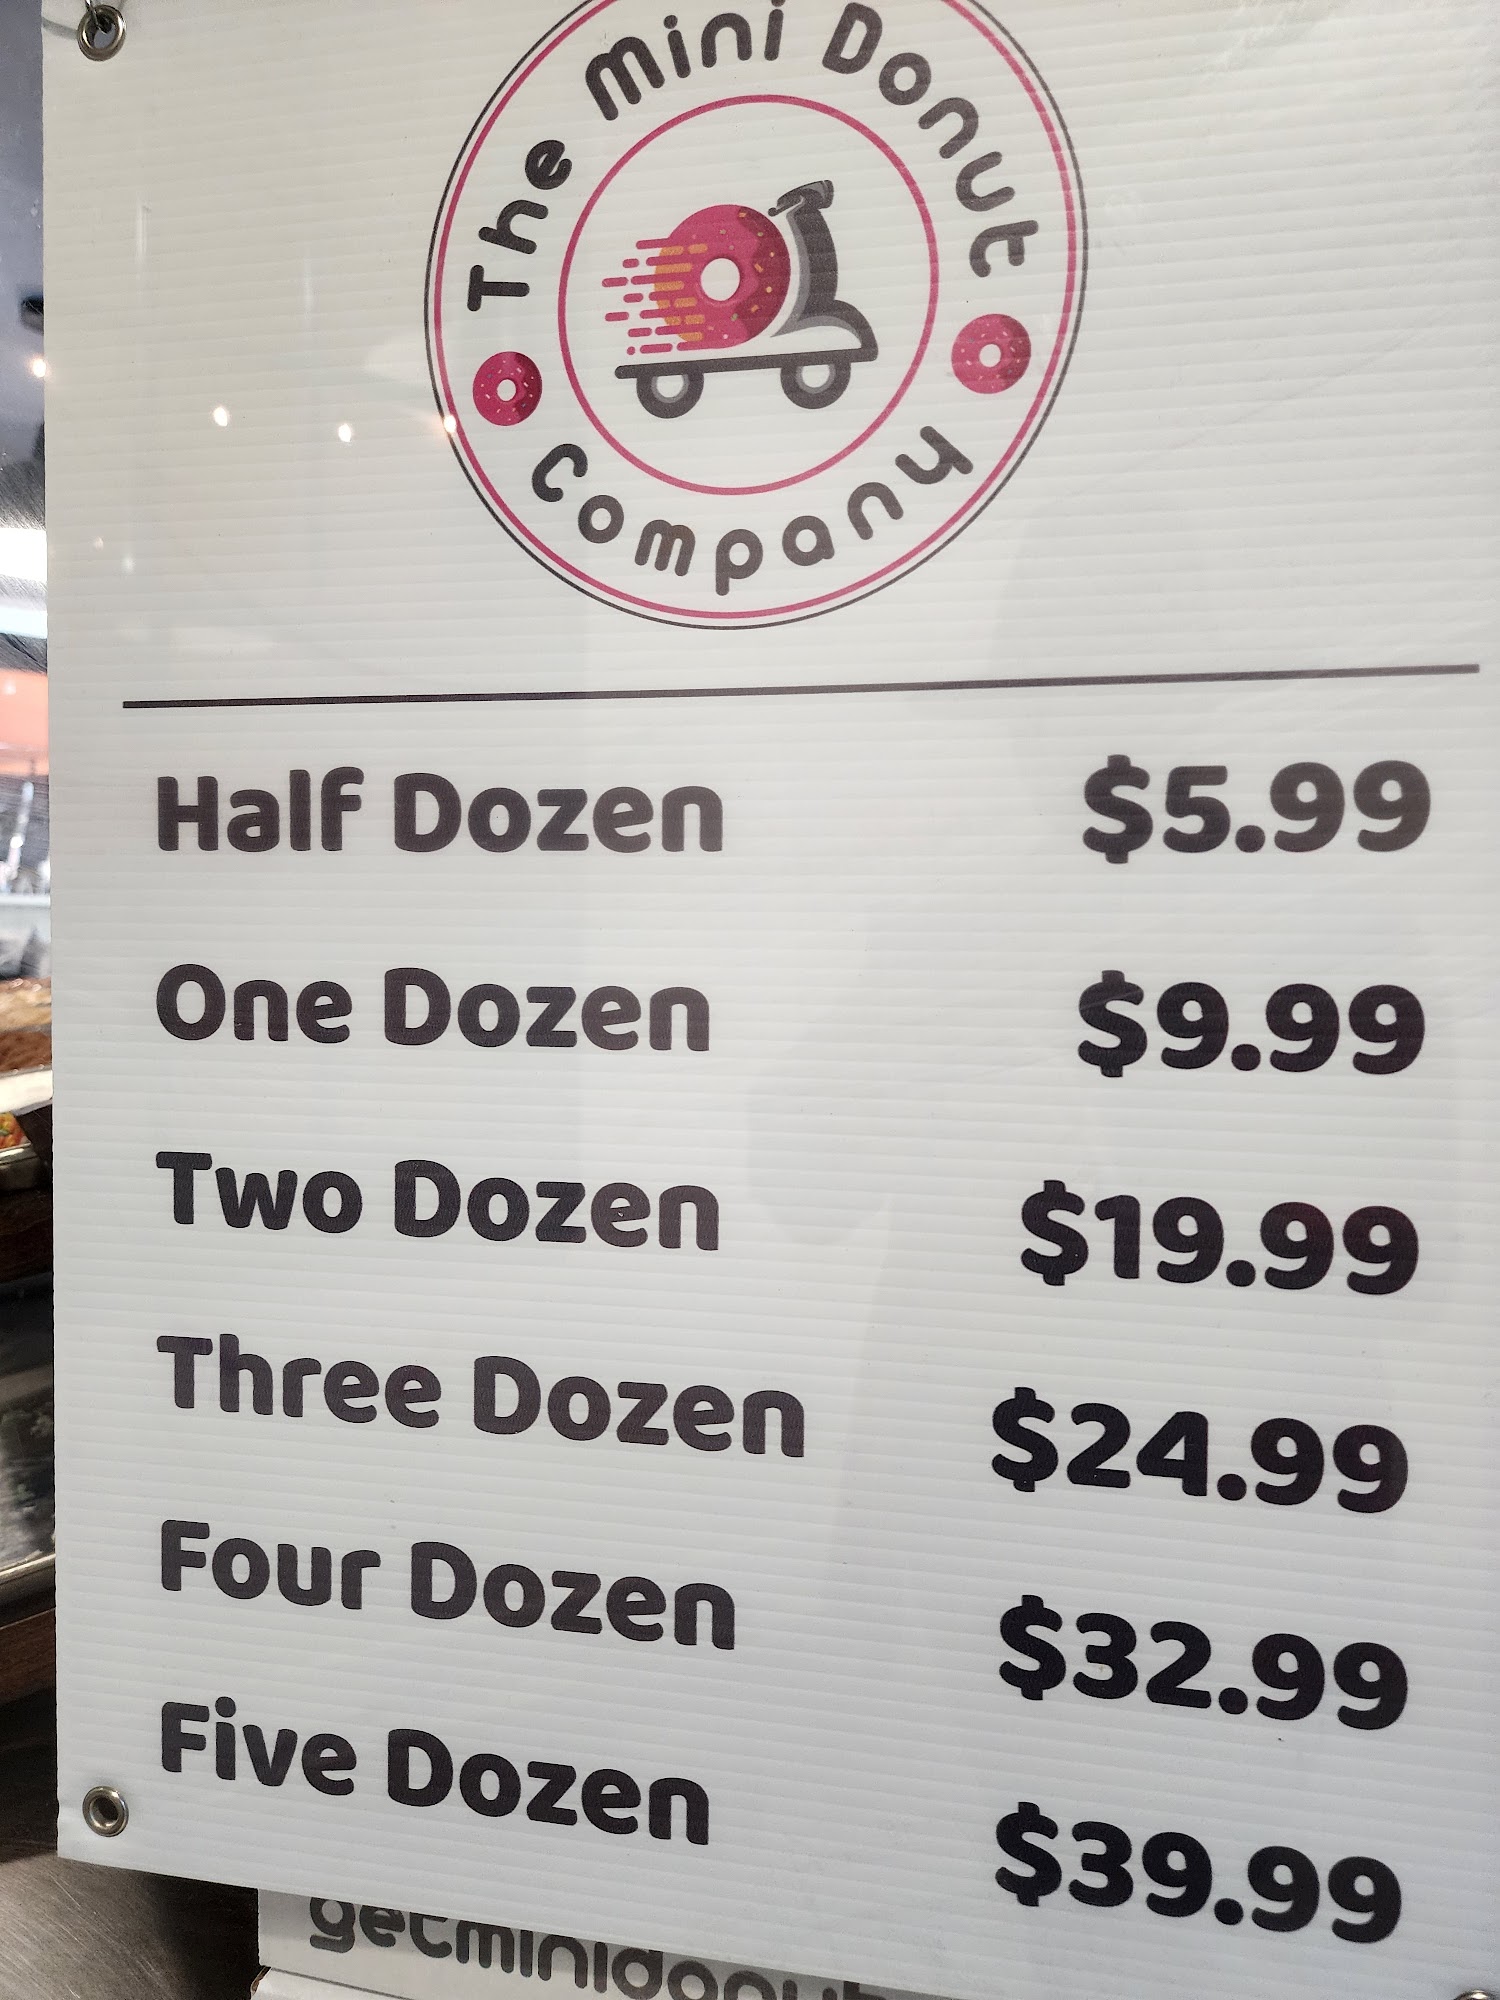 The Mini Donut
Company
Half Dozen $5.99
One Dozen $9.99
Two Dozen $19.99
Three Dozen $24.99
Four Dozen $32.99
Five Dozen $39.99